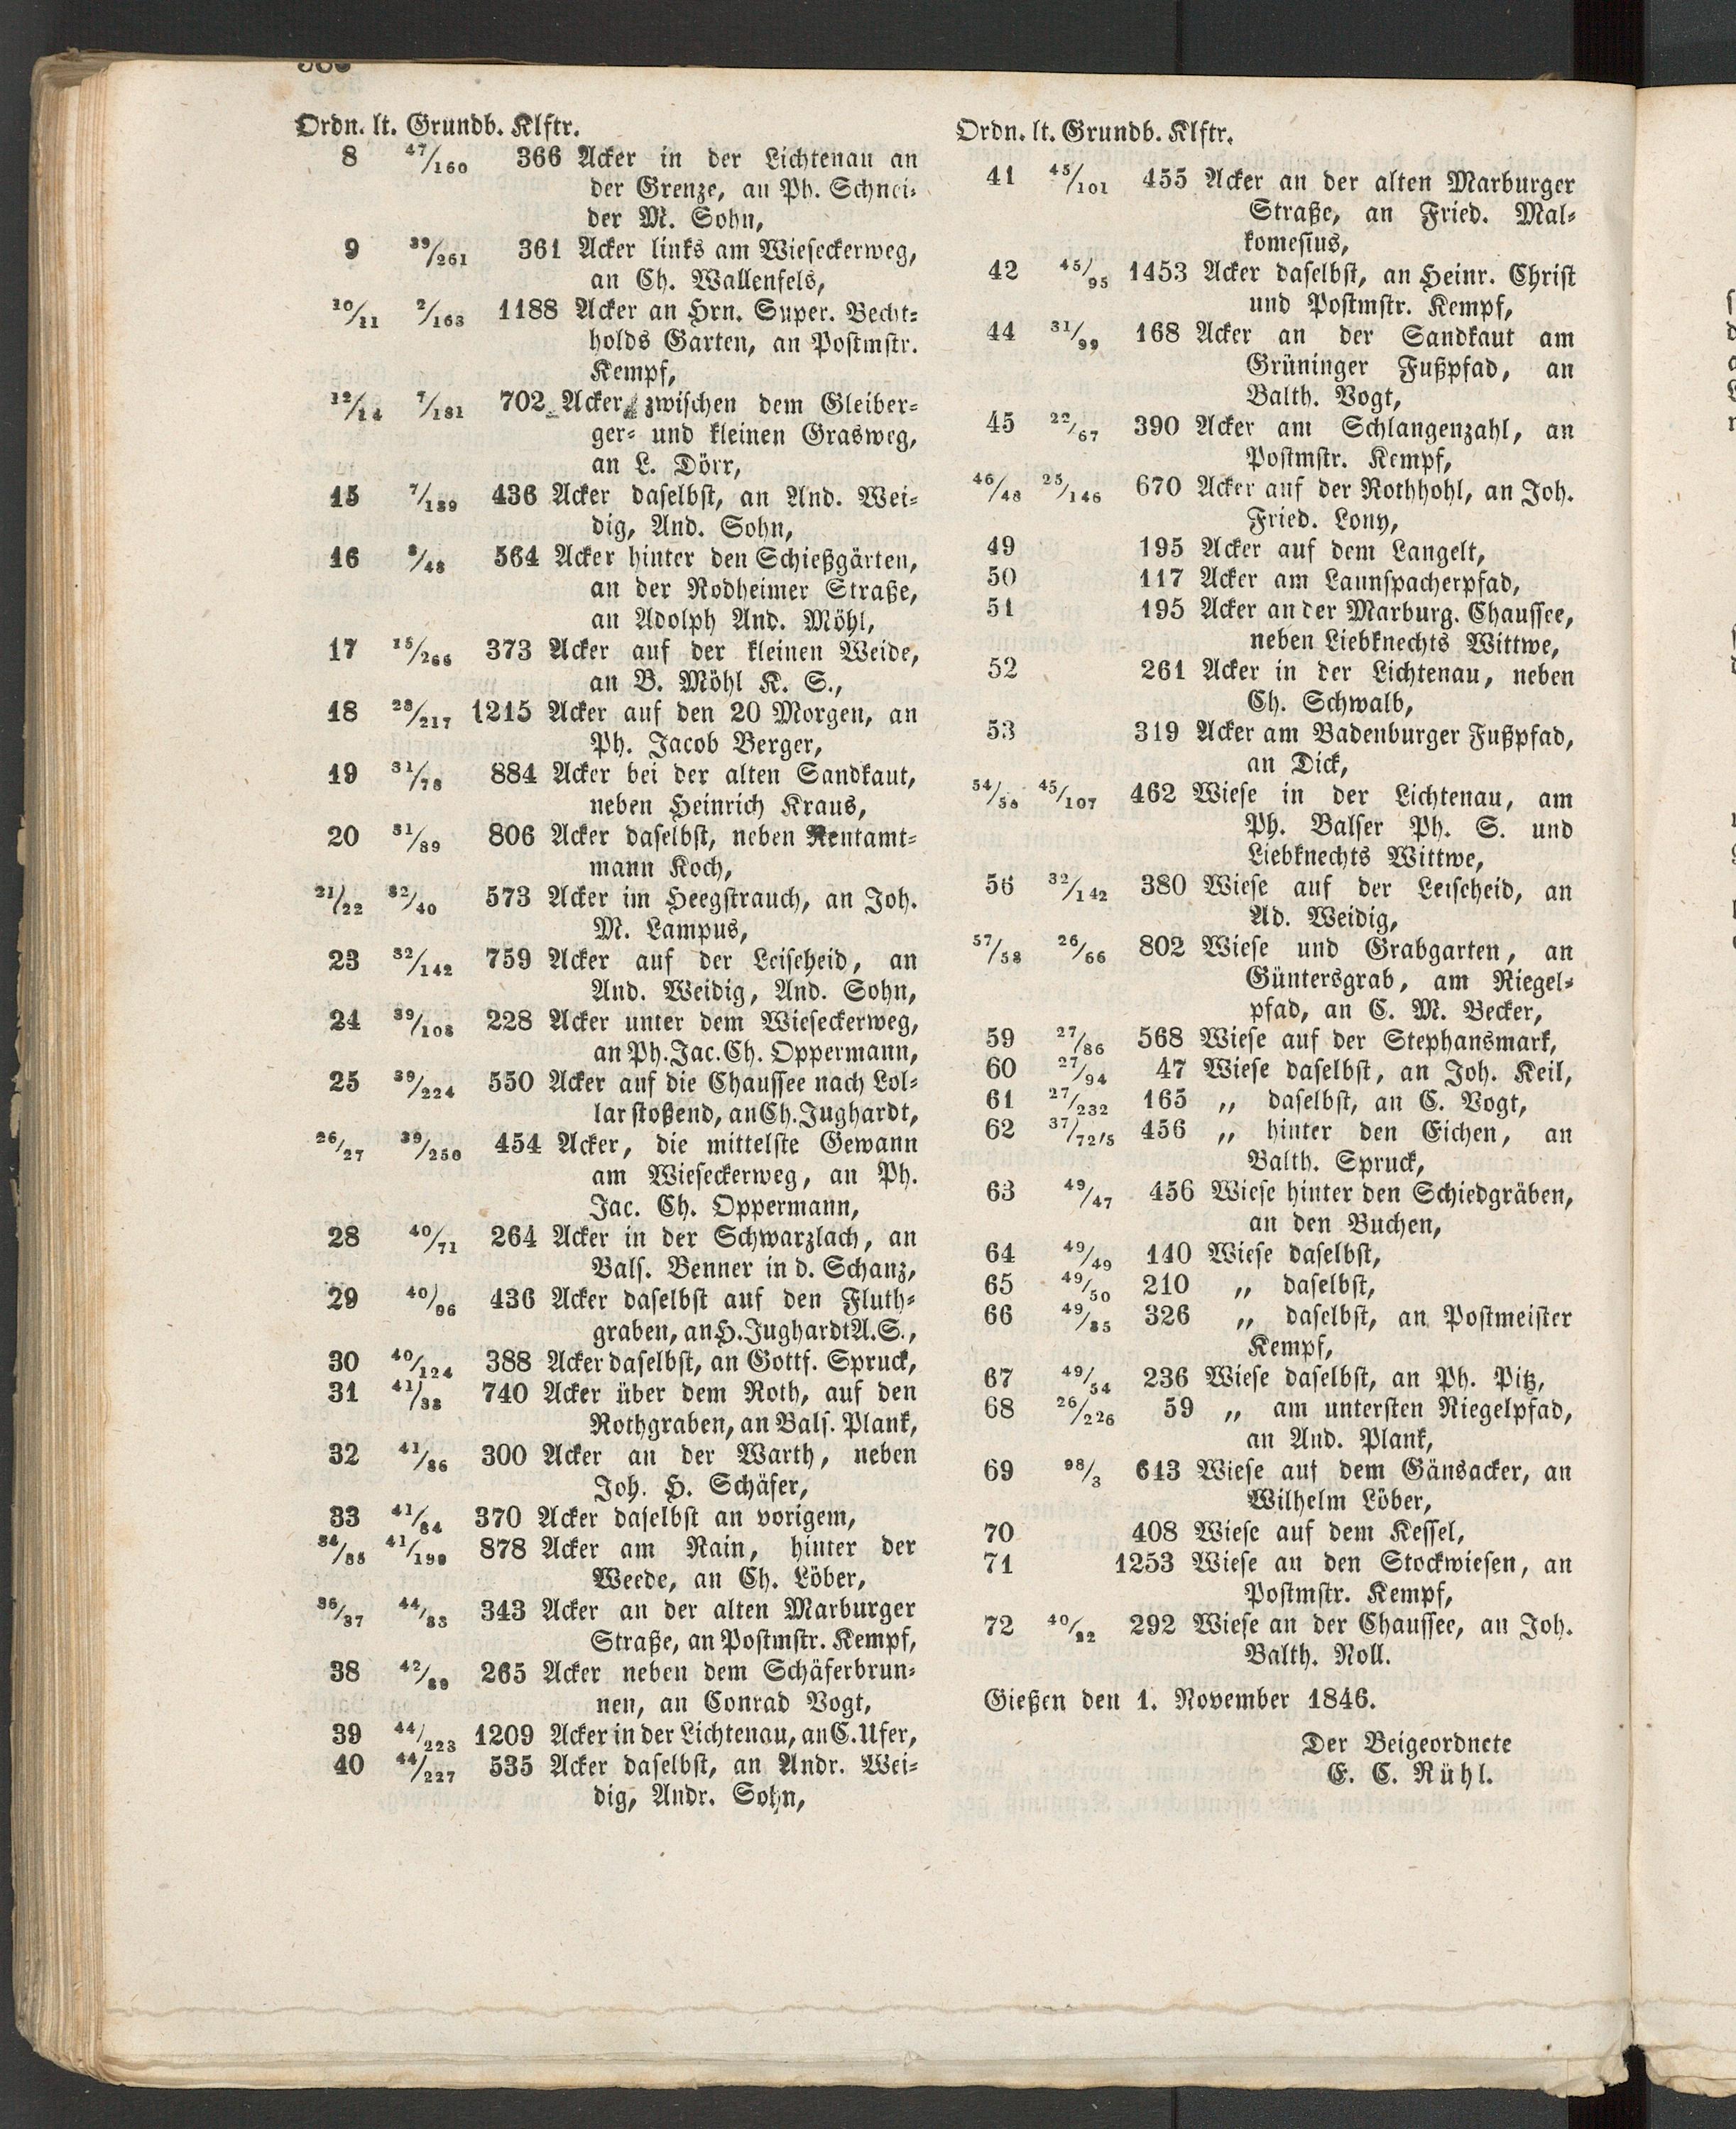 Ordn. lt. Grundb. Klftr.
8 47/160 366 Acker in der Lichtenau an
der Grenze, an Ph. Schnei-
der M. Sohn,
9 39/261 361 Acker links am Wieseckerweg,
an Ch. Wallenfels,
10/11 2/163 1188 Acker an Hrn. Super. Becht-
holds Garten, an Postmstr.
Kempf,
12/14 7/181 702 Acker zwischen dem Gleiber-
ger- und kleinen Grasweg,
an L. Dörr,
15 7/189 436 Acker daselbst, an And. Wei-
dig, And. Sohn,
16 8/48 564 Acker hinter den Schießgärten,
an der Rodheimer Straße,
an Adolph And. Möhl,
17 15/266 373 Acker auf der kleinen Weide,
an B. Möhl K. S.,
18 28/217 1215 Acker auf den 20 Morgen, an
Ph. Jacob Berger,
19 31/78 884 Acker bei der alten Sandkaut,
neben Heinrich Kraus,
20 31/89 806 Acker daselbst, neben Rentamt-
mann Koch,
21/22 32/40 573 Acker im Heegstrauch, an Joh.
M. Lampus,
23 32/142 759 Acker auf der Leischeid, an
And. Weidig, And. Sohn,
24 39/108 228 Acker unter dem Wieseckerweg,
an Ph. Jac. Ch. Oppermann,
25 39/224 550 Acker auf die Chaussee nach Lol-
lar stoßend, an Ch. Jughardt,
26/27 39/250 454 Acker, die mittelste Gewann
am Wieseckerweg, an Ph.
Jac. Ch. Oppermann,
28 40/71 264 Acker in der Schwarzlach, an
Bals. Benner in d. Schanz,
29 40/96 436 Acker daselbst auf den Fluth-
graben, an H. Jughardt A. S.,
30 40/124 388 Acker daselbst, an Gottf. Spruck,
31 41/38 740 Acker über dem Roth, auf den
Rothgraben, an Bals. Plank,
32 41/86 300 Acker an der Warth, neben
Joh. H. Schäfer,
33 41/84 370 Acker daselbst an vorigem,
34/35 41/199 878 Acker am Rain, hinter der
Weede, an Ch. Löber,
36/37 44/83 343 Acker an der alten Marburger
Straße, an Postmstr. Kempf,
38 42/89 265 Acker neben dem Schäferbrun-
nen, an Conrad Vogt,
39 44/223 1209 Acker in der Lichtenau, an C. Ufer,
40 44/227 535 Acker daselbst, an Andr. Wei-
dig, Andr. Sohn,
Ordn. lt. Grundb. Klftr.
41 45/101 455 Acker an der alten Marburger
Straße, an Fried. Mal-
komesius,
42 45/95 1453 Acker daselbst, an Heinr. Christ
und Postmstr. Kempf,
44 31/99 168 Acker an der Sandkaut am
Grüninger Fußpfad, an
Balth. Vogt,
45 22/67 390 Acker am Schlangenzahl, an
Postmstr. Kempf,
46/48 25/146 670 Acker auf der Rothhohl, an Joh.
Fried. Lony,
49 195 Acker auf dem Langelt,
50 117 Acker am Launspacherpfad,
51 195 Acker an der Marburg. Chaussee,
neben Liebknechts Wittwe,
52 261 Acker in der Lichtenau, neben
Ch. Schwalb,
53 319 Acker am Badenburger Fußpfad,
an Dick,
54/58 45/107 462 Wiese in der Lichtenau, am
Ph. Balser Ph. S. und
Liebknechts Wittwe,
56 32/142 380 Wiese auf der Leischeid, an
Ad. Weidig,
57/58 26/66 802 Wiese und Grabgarten, an
Güntersgrab, am Riegel-
pfad, an C. M. Becker,
59 27/86 568 Wiese auf der Stephansmark,
60 27/94 47 Wiese daselbst, an Joh. Keil,
61 27/232 165 „ daselbst, an C. Vogt,
62 37/72,5 456 „ hinter den Eichen, an
Balth. Spruck,
63 49/47 456 Wiese hinter den Schiedgräben,
an den Buchen,
64 49/49 140 Wiese daselbst,
65 49/50 210 „ daselbst,
66 49/85 326 „ daselbst, an Postmeister
Kempf,
67 49/54 236 Wiese daselbst, an Ph. Pitz,
68 26/226 59 „ am untersten Riegelpfad,
an And. Plank,
69 98/3 643 Wiese auf dem Gänsacker, an
Wilhelm Löber,
70 408 Wiese auf dem Kessel,
71 1253 Wiese an den Stockwiesen, an
Postmstr. Kempf,
72 40/82 292 Wiese an der Chaussee, an Joh.
Balth. Noll.
Gießen den 1. November 1846.
Der Beigeordnete
E. C. Rühl.